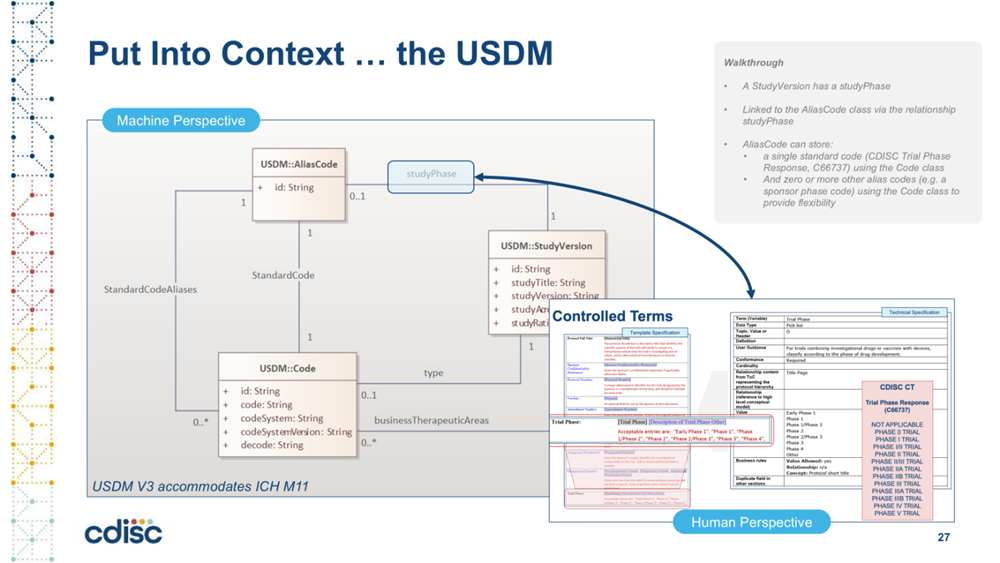 Put Into Context … the USDM
Walkthrough
• A StudyVersion has a studyPhase
• Linked to the AliasCode class via the relationship
studyPhase
• AliasCode can store:
• a single standard code (CDISC Trial Phase
Response, C66737) using the Code class
• And zero or more other alias codes (e.g. a
sponsor phase code) using the Code class to
provide flexibility
Machine Perspective
USDM::AliasCode
+ id: String
studyPhase
0..1
1
1
1
StandardCodeAliases
StandardCode
USDM::StudyVersion
+ id: String
+ studyTitle: String
+ studyVersion: String
+ studyAcr
+ studyRati
1
1
USDM::Code
+ id: String
+ code: String
+ codeSystem: String
+ codeSystemVersion: String
+ decode: String
type
0..1
businessTherapeuticAreas
0..*
0..*
USDM V3 accommodates ICH M11
Controlled Terms
Template Specification
Trial Phase:
[Trial Phase] [Description of Trial Phase Other]
Acceptable entries are: "Early Phase 1", "Phase 1", "Phase
1/Phase 2", "Phase 2", "Phase 2/Phase 3", "Phase 3", "Phase 4",
Technical Specification
Term (Variable) Trial Phase
Data Type Pick list
Topic, Value or
Header D
Definition
User Guidance For trials combining investigational drugs or vaccines with devices,
classify according to the phase of drug development.
Conformance Required
Cardinality
Relationship content
from ToC
representing the
protocol hierarchy
Title Page
Relationship
(reference to high
level conceptual
model)
Value
Early Phase 1
Phase 1
Phase 1/Phase 2
Phase 2
Phase 2/Phase 3
Phase 3
Phase 4
Other
Business rules
Value Allowed: yes
Relationship: n/a
Concept: Protocol short title
Duplicate field in
other sections
CDISC CT
Trial Phase Response
(C66737)
NOT APPLICABLE
PHASE 0 TRIAL
PHASE I TRIAL
PHASE I/II TRIAL
PHASE II TRIAL
PHASE II/III TRIAL
PHASE IIA TRIAL
PHASE IIB TRIAL
PHASE III TRIAL
PHASE IIIA TRIAL
PHASE IIIB TRIAL
PHASE IV TRIAL
PHASE V TRIAL
Human Perspective
cdisc
27